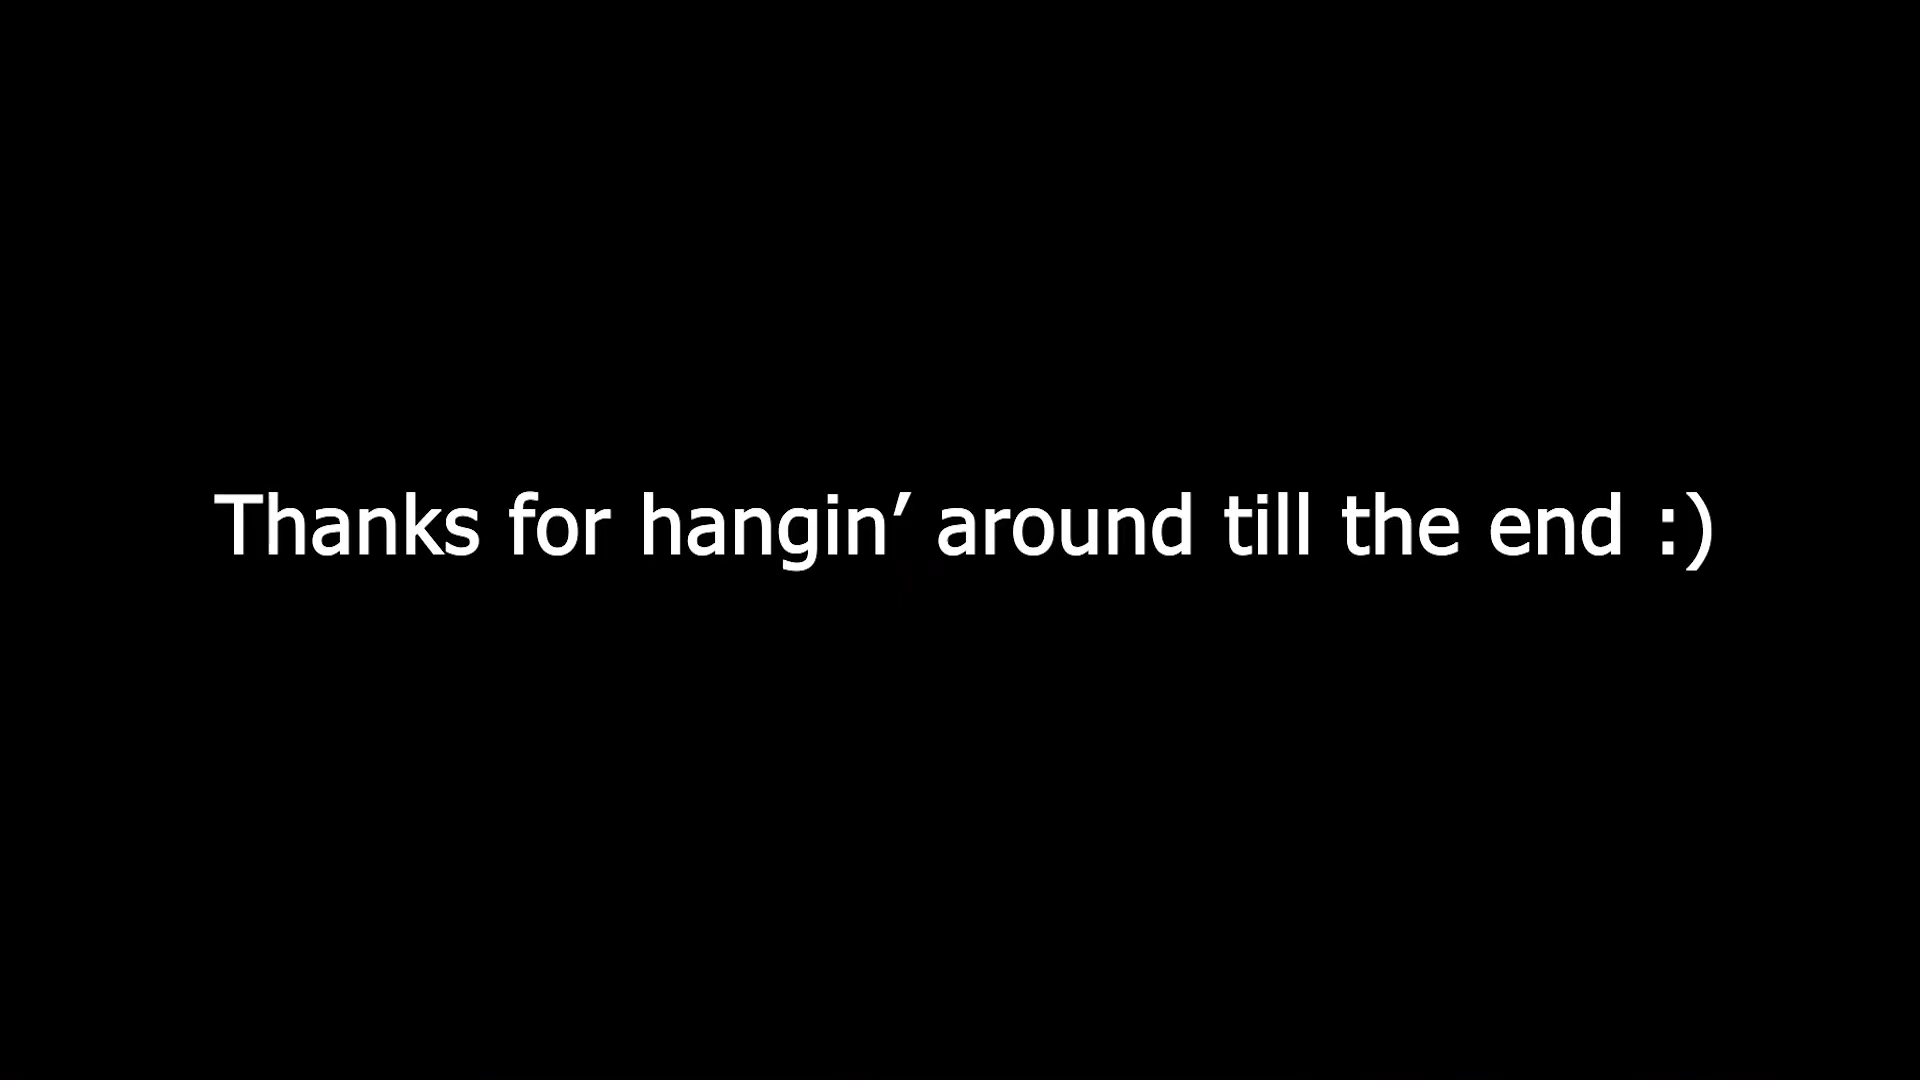 Thanks for hangin’ around till the end :)